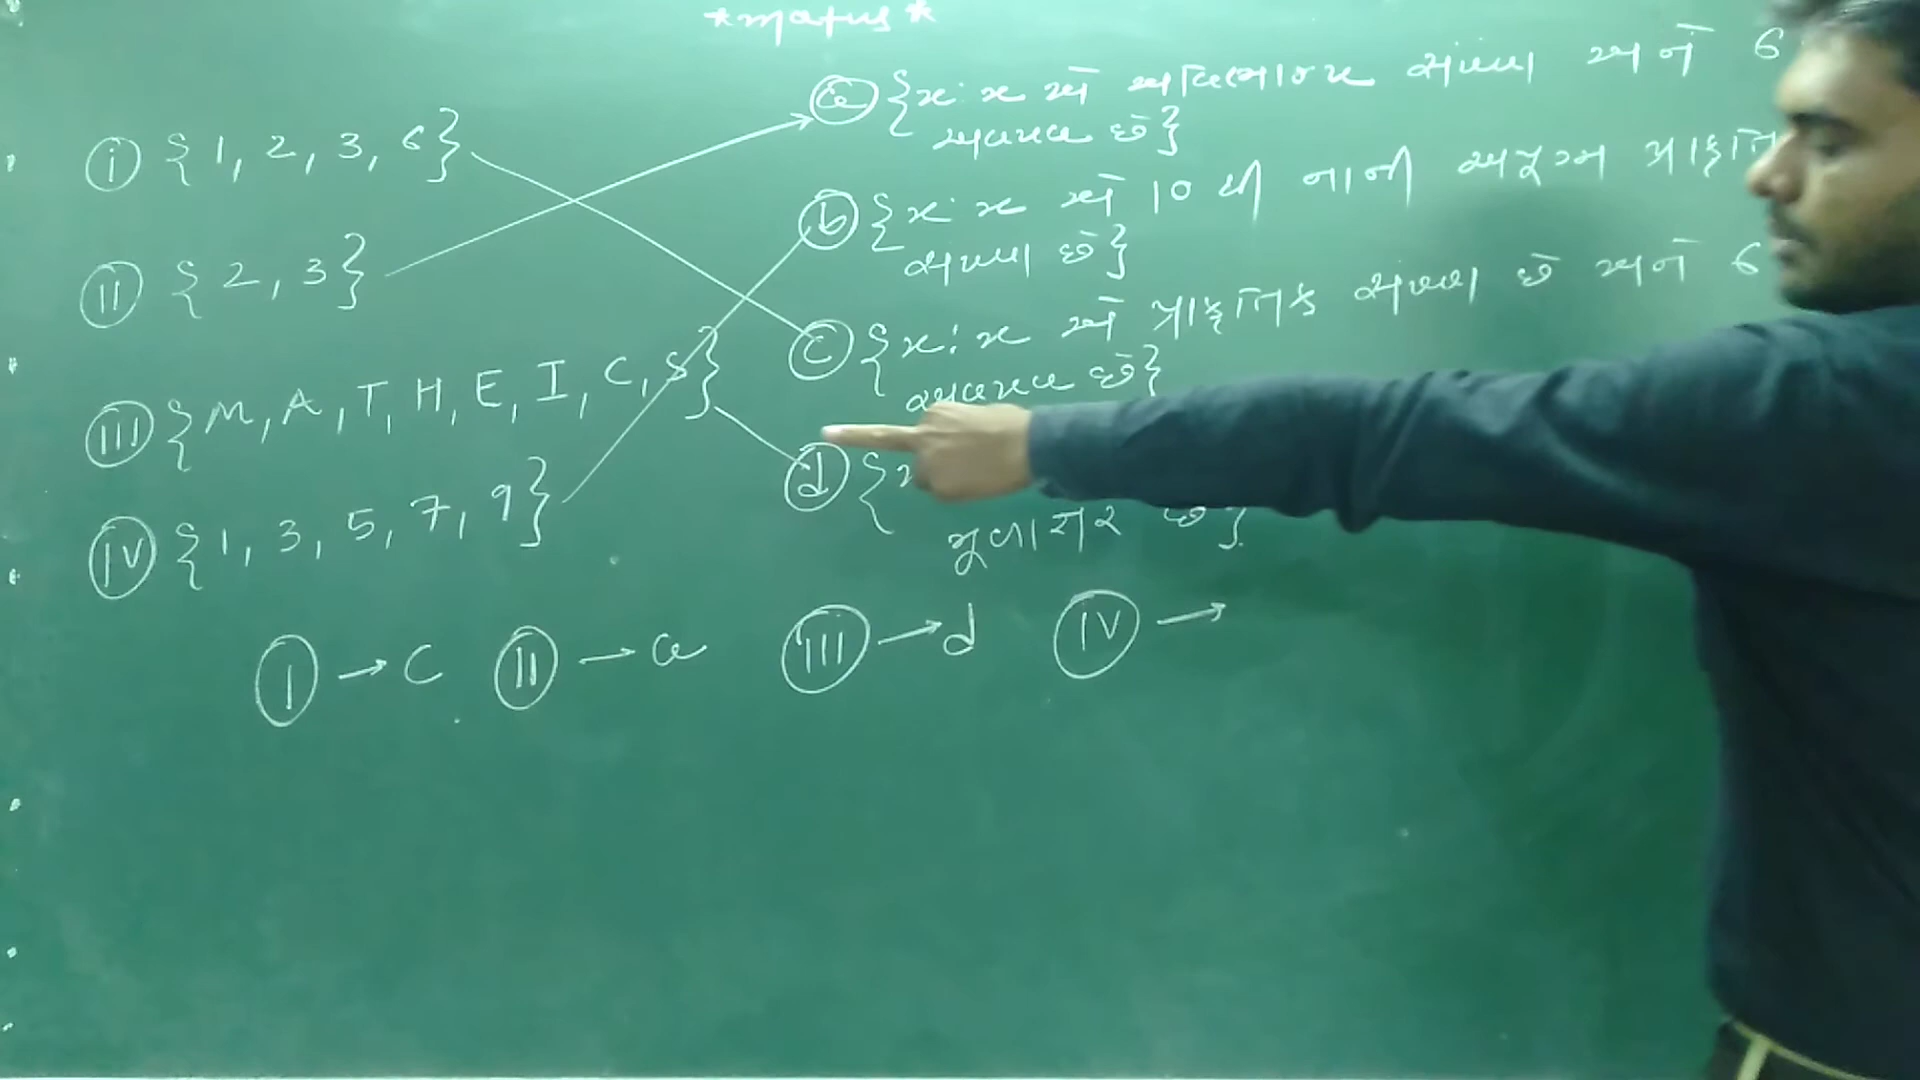 (i) {1, 2, 3, 6}
(ii) {2, 3}
(iii) {M, A, T, H, E, I, C, S}
(iv) {1, 3, 5, 7, 9}
(a) {x: x એ અવિભાજ્ય સંખ્યા અને 6
અવયવ છે}
(b) {x: x એ 10 થી નાની અયુગ્મ પ્રાકૃતિ
સંખ્યા છે}
(c) {x: x એ પ્રાકૃતિક સંખ્યા છે અને 6
અવયવ છે}
(d) {x
મૂળાક્ષર છે}.
(I) → c (II) → a (III) → d (IV) →